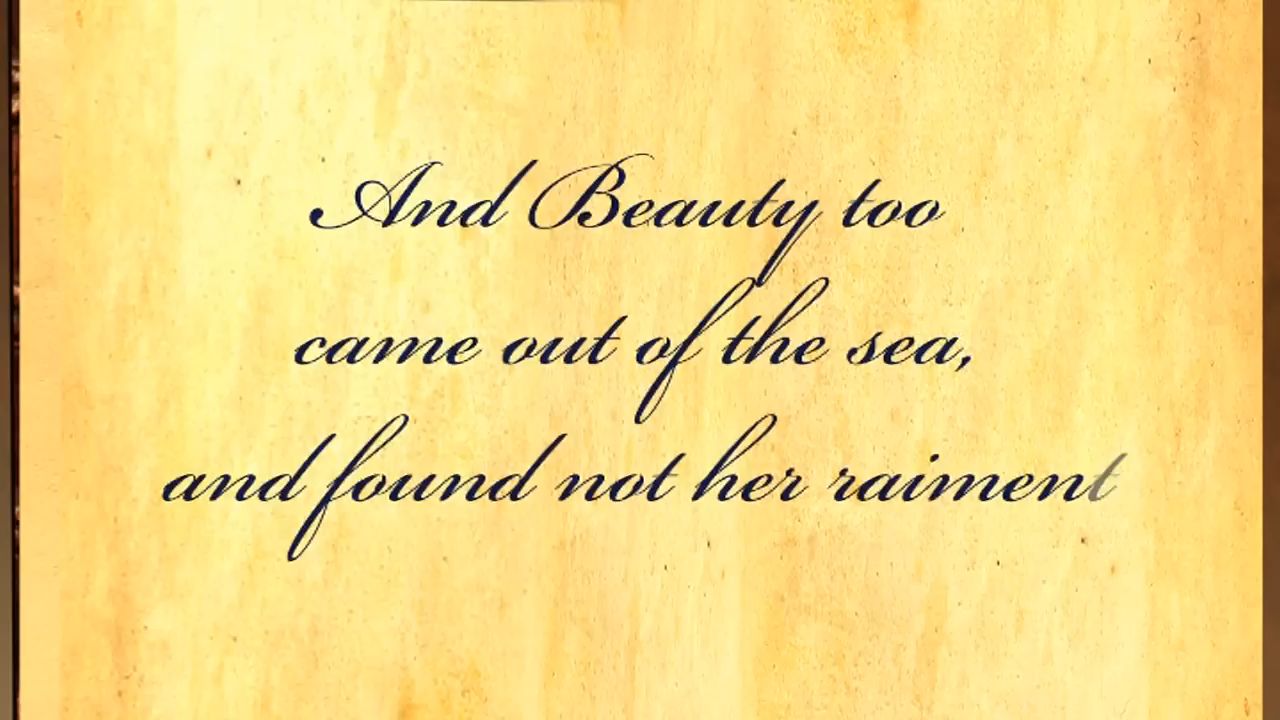 And Beauty too
came out of the sea,
and found not her raiment